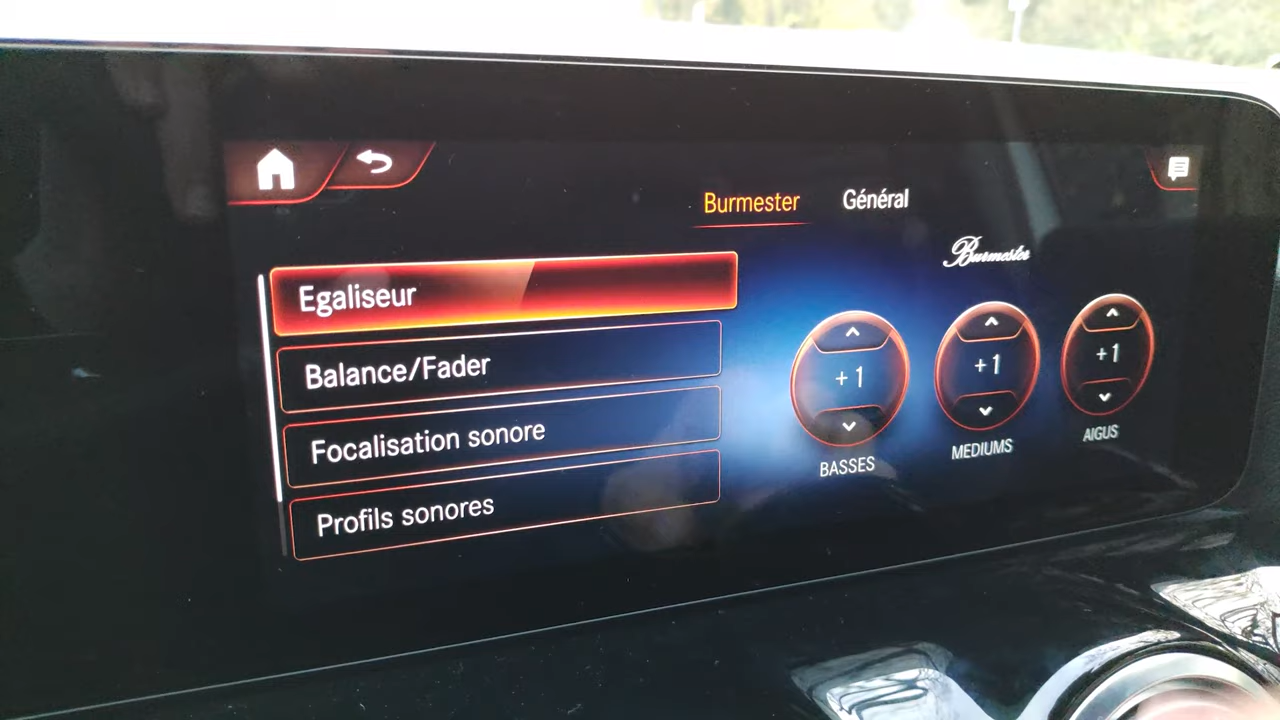 Burmester Général
Burmester
Egaliseur
Balance/Fader
Focalisation sonore
Profils sonores
+1 +1 +1
BASSES MEDIUMS AIGUS